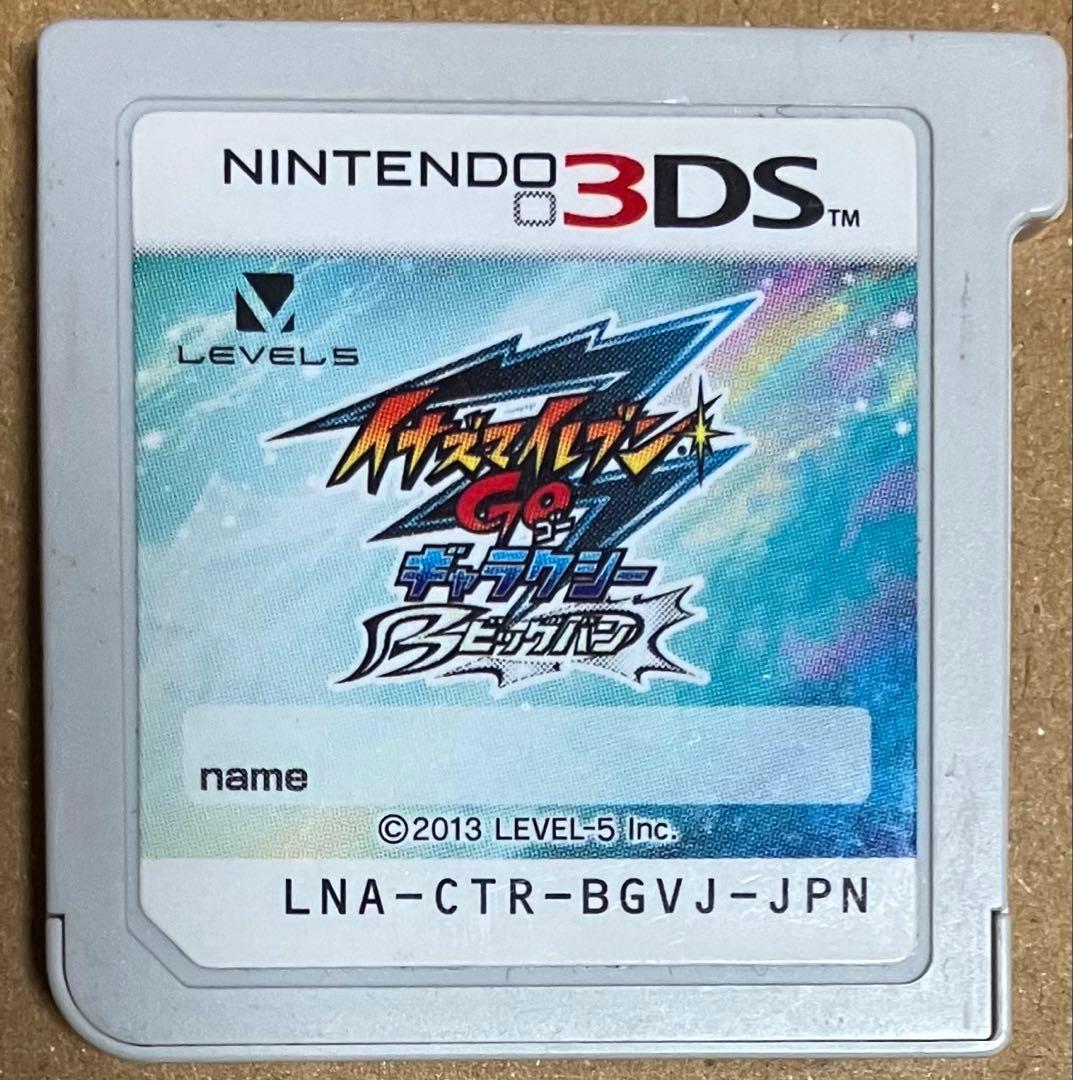 NINTENDO 3DS™
LEVEL5
イナズマイレブン
GO
ゴー
ギャラクシー
ビッグバン
name
©2013 LEVEL-5 Inc.
LNA-CTR-BGVJ-JPN